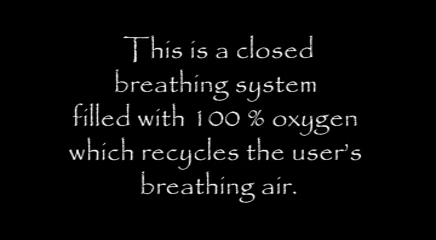 This is a closed
breathing system
filled with 100 % oxygen
which recycles the user's
breathing air.